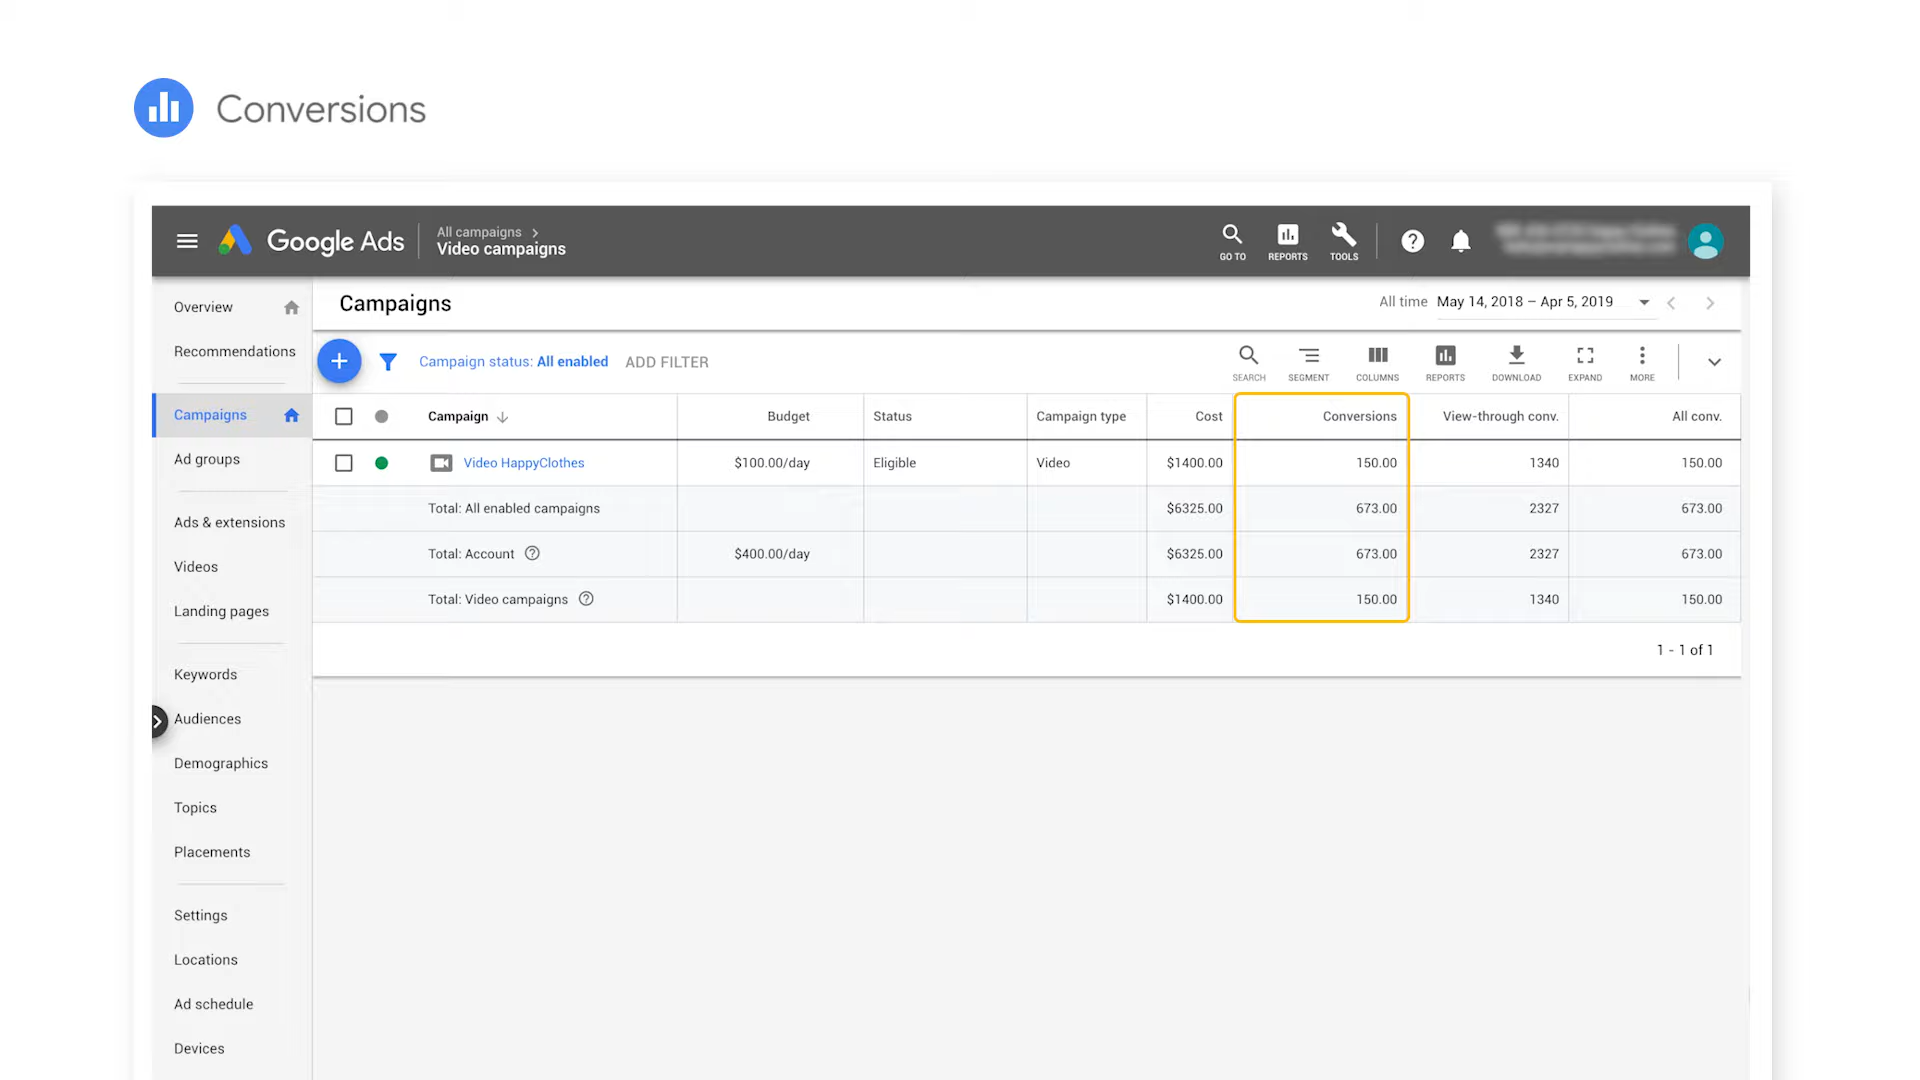 Conversions
Google Ads
All campaigns >
Video campaigns
GO TO
REPORTS
TOOLS
Overview
Recommendations
Campaigns
Ad groups
Ads & extensions
Videos
Landing pages
Keywords
Audiences
Demographics
Topics
Placements
Settings
Locations
Ad schedule
Devices
Campaigns
All time May 14, 2018 – Apr 5, 2019
Campaign status: All enabled ADD FILTER
SEARCH SEGMENT COLUMNS REPORTS DOWNLOAD EXPAND MORE
Campaign Budget Status Campaign type Cost Conversions View-through conv. All conv.
Video HappyClothes $100.00/day Eligible Video $1400.00 150.00 1340 150.00
Total: All enabled campaigns $6325.00 673.00 2327 673.00
Total: Account $400.00/day $6325.00 673.00 2327 673.00
Total: Video campaigns $1400.00 150.00 1340 150.00
1 - 1 of 1